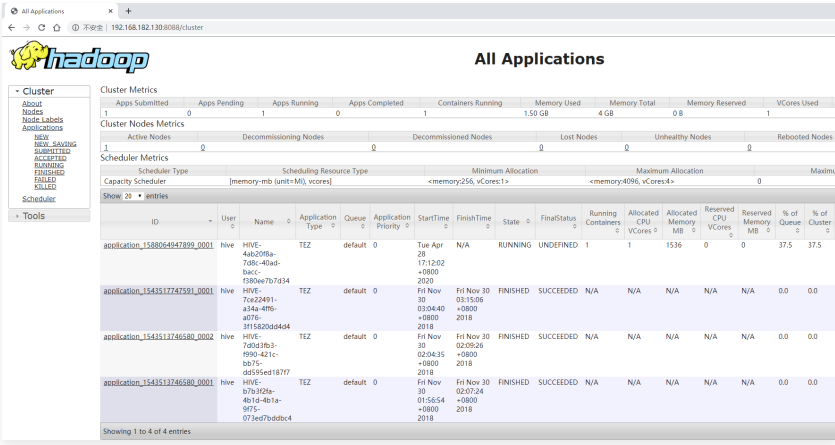 All Applications × +
不安全 | 192.168.182.130:8088/cluster
hadoop
All Applications
Cluster
About
Nodes
Node Labels
Applications
NEW
NEW_SAVING
SUBMITTED
ACCEPTED
RUNNING
FINISHED
FAILED
KILLED
Scheduler
Tools
Cluster Metrics
Apps Submitted Apps Pending Apps Running Apps Completed Containers Running Memory Used Memory Total Memory Reserved VCores Used
1 0 1 0 1 1.50 GB 4 GB 0 B 1
Cluster Nodes Metrics
Active Nodes Decommissioning Nodes Decommissioned Nodes Lost Nodes Unhealthy Nodes Rebooted Nodes
1 0 0 0 0 0
Scheduler Metrics
Scheduler Type Scheduling Resource Type Minimum Allocation Maximum Allocation Maximu
Capacity Scheduler [memory-mb (unit=Mi), vcores] <memory:256, vCores:1> <memory:4096, vCores:4> 0
Show 20 entries
ID User Name Application Type Queue Application Priority StartTime FinishTime State FinalStatus Running Containers Allocated CPU VCores Allocated Memory MB Reserved CPU VCores Reserved Memory MB % of Queue % of Cluster
application_1588064947899_0001 hive HIVE- TEZ default 0 Tue Apr N/A RUNNING UNDEFINED 1 1 1536 0 0 37.5 37.5
4ab20f8a- 28
7d8c-40ad- 17:12:02
bacc- +0800
f380ee7b7d34 2020
application_1543517747591_0001 hive HIVE- TEZ default 0 Fri Nov Fri Nov 30 FINISHED SUCCEEDED N/A N/A N/A N/A N/A 0.0 0.0
7ce22491- 30 03:15:06
a34a-4ff6- 03:04:40 +0800
a076- +0800 2018
3f15820dd4d4 2018
application_1543513746580_0002 hive HIVE- TEZ default 0 Fri Nov Fri Nov 30 FINISHED SUCCEEDED N/A N/A N/A N/A N/A 0.0 0.0
7d0d3fb3- 30 02:09:26
f990-421c- 02:04:35 +0800
bb75- +0800 2018
dd595ed187f7 2018
application_1543513746580_0001 hive HIVE- TEZ default 0 Fri Nov Fri Nov 30 FINISHED SUCCEEDED N/A N/A N/A N/A N/A 0.0 0.0
b7b3f2fa- 30 02:07:24
4b1d-4b1a- 01:56:54 +0800
9f75- +0800 2018
073ed7bddbc4 2018
Showing 1 to 4 of 4 entries